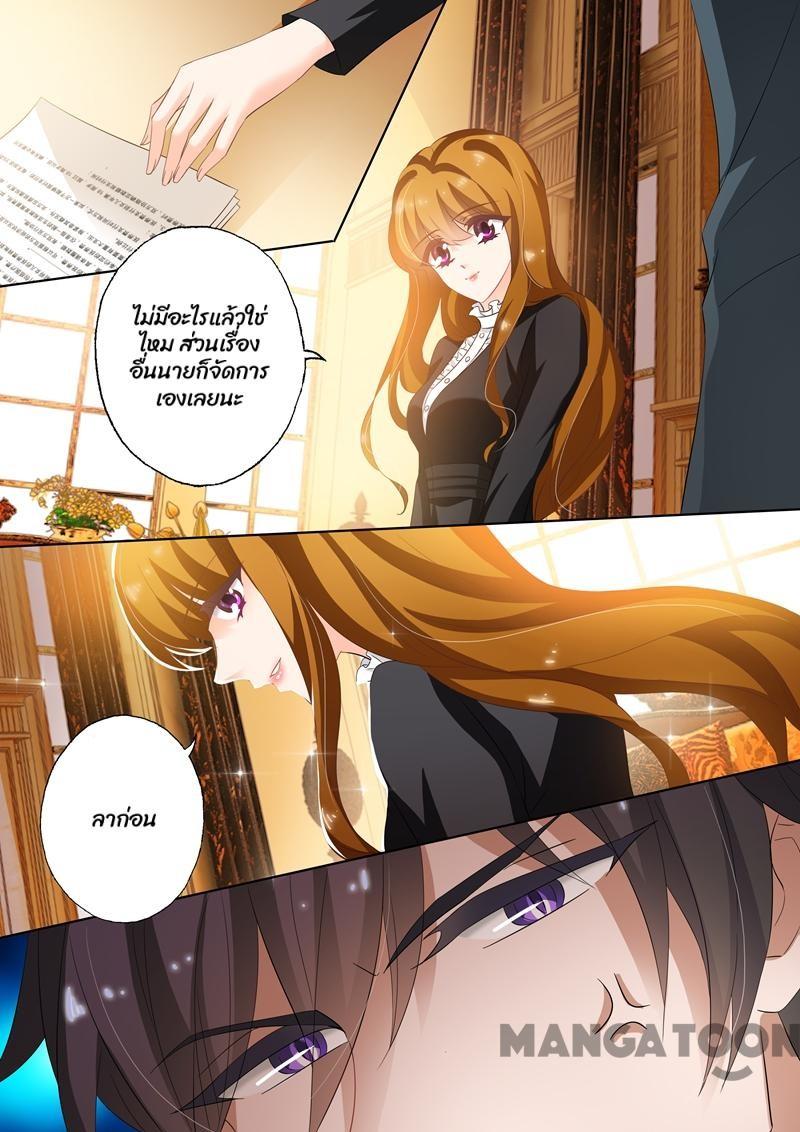 ไม่มีอะไรแล้วใช่
ไหม ส่วนเรื่อง
อื่นนายก็จัดการ
เองเลยนะ
ลาก่อน
MANGATOON